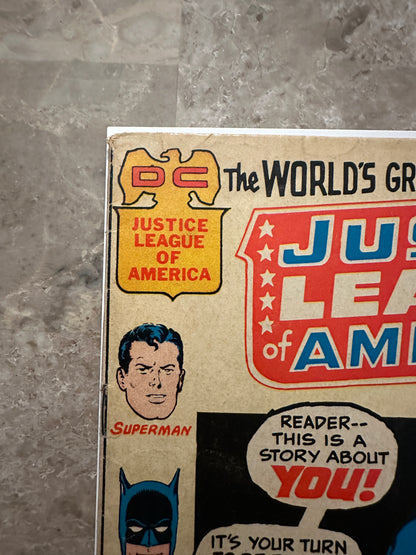 DC
JUSTICE
LEAGUE
OF
AMERICA
The WORLD'S
JUS
LEA
of AME
SUPERMAN
READER--
THIS IS A
STORY ABOUT
YOU!
IT'S YOUR TURN